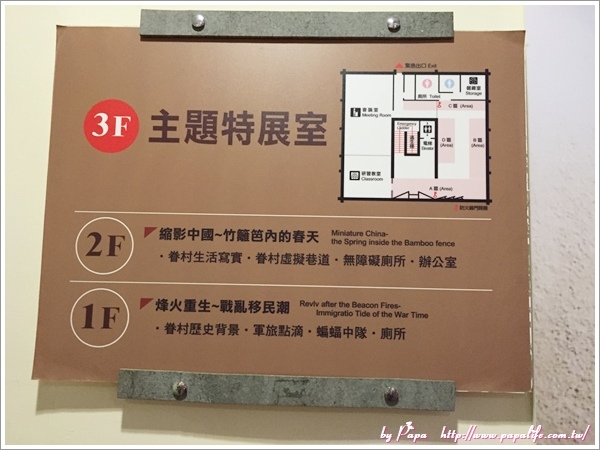 3F 主題特展室
緊急出口 Exit
廁所 Toilet
儲藏室
Storage
會議室
Meeting Room
C 區 (Area)
Emergency
電梯
D 區
(Area)
B 區
(Area)
研習教室
Classroom
A 區 (Area)
2F 縮影中國~竹籬笆內的春天 Miniature China-
the Spring inside the Bamboo fence
・眷村生活寫實・眷村虛擬巷道・無障礙廁所・辦公室
1F 烽火重生~戰亂移民潮 Reviv after the Beacon Fires-
Immigratio Tide of the War Time
・眷村歷史背景・軍旅點滴・蝙蝠中隊・廁所
by Papa http://www.papalife.com.tw/